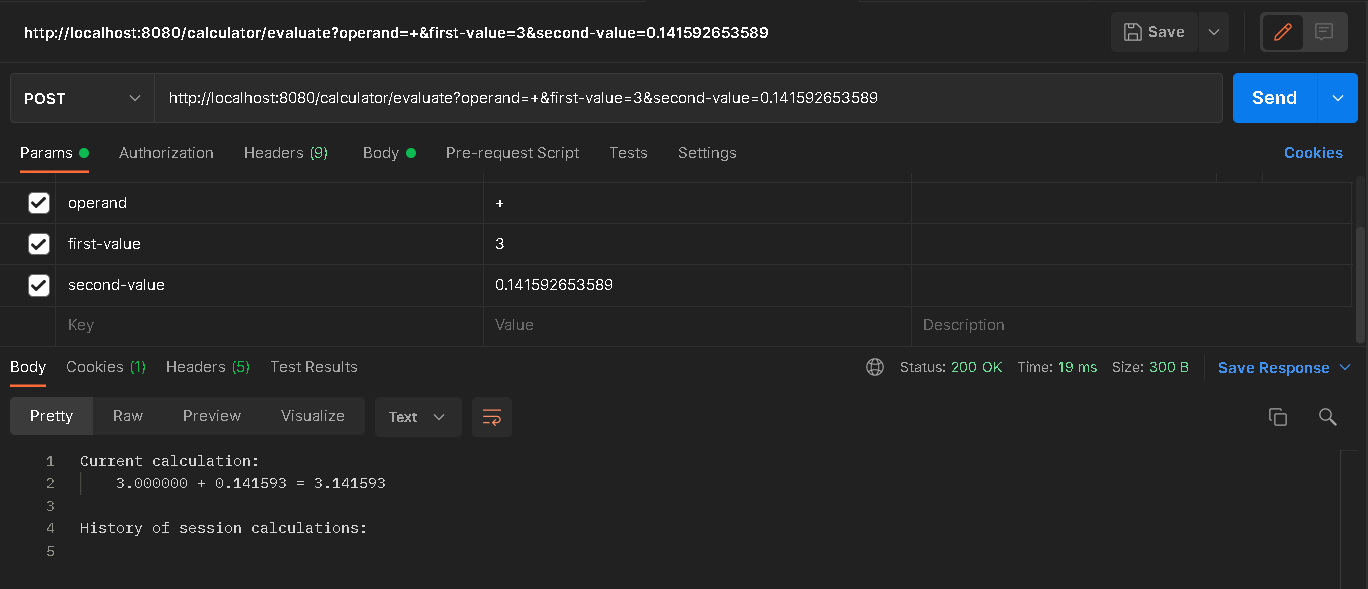 http://localhost:8080/calculator/evaluate?operand=+&first-value=3&second-value=0.141592653589 Save
POST http://localhost:8080/calculator/evaluate?operand=+&first-value=3&second-value=0.141592653589 Send
Params Authorization Headers (9) Body Pre-request Script Tests Settings Cookies
operand +
first-value 3
second-value 0.141592653589
Key Value Description
Body Cookies (1) Headers (5) Test Results Status: 200 OK Time: 19 ms Size: 300 B Save Response
Pretty Raw Preview Visualize Text
1 Current calculation:
2 3.000000 + 0.141593 = 3.141593
3
4 History of session calculations:
5